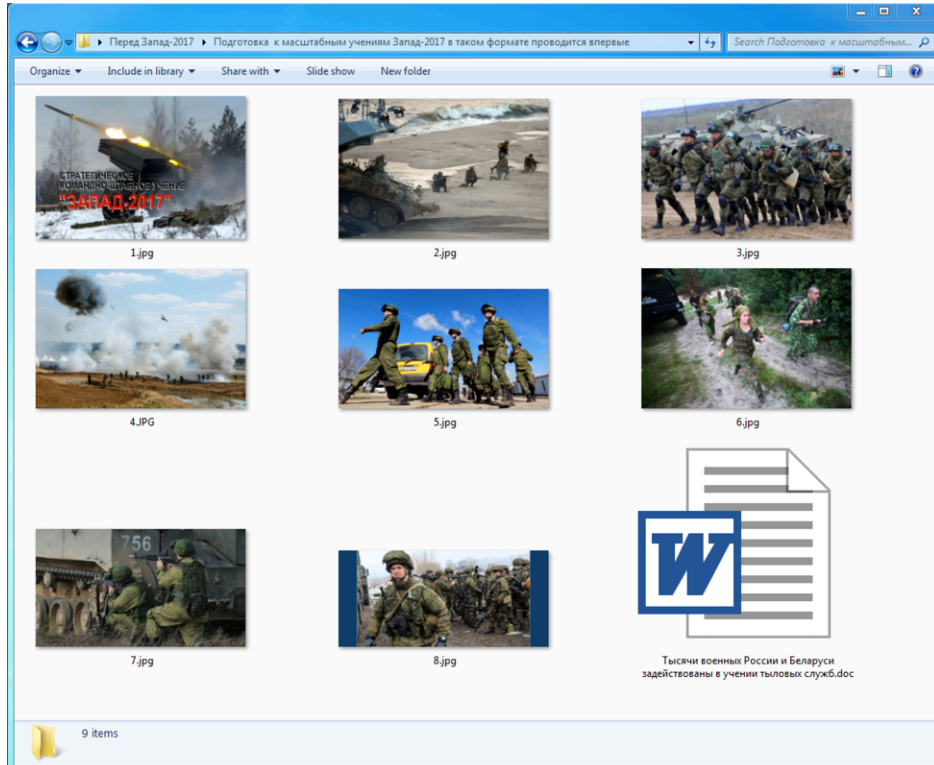 Перед Запад-2017 ▸ Подготовка к масштабным учениям Запад-2017 в таком формате проводится впервые
Search Подготовка к масштабным...
Organize
Include in library
Share with
Slide show
New folder
СТРАТЕГИЧЕСКОЕ
КОМАНДНО-ШТАБНОЕ УЧЕНИЕ
"ЗАПАД-2017"
1.jpg
2.jpg
3.jpg
4.JPG
5.jpg
6.jpg
756
W
7.jpg
8.jpg
Тысячи военных России и Беларуси
задействованы в учении тыловых служб.doc
9 items